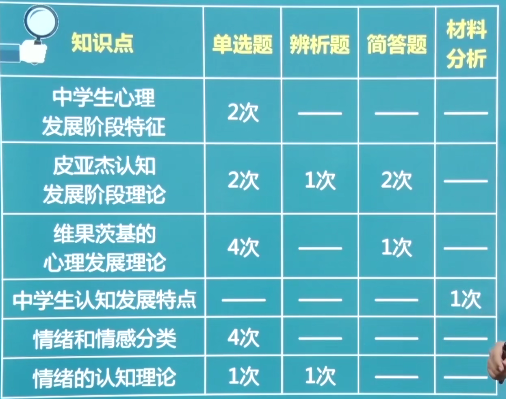 知识点 单选题 辨析题 简答题 材料分析
中学生心理
发展阶段特征 2次 —— —— ——
皮亚杰认知
发展阶段理论 2次 1次 2次 ——
维果茨基的
心理发展理论 4次 —— 1次 ——
中学生认知发展特点 —— —— —— 1次
情绪和情感分类 4次 —— —— ——
情绪的认知理论 1次 1次 —— ——